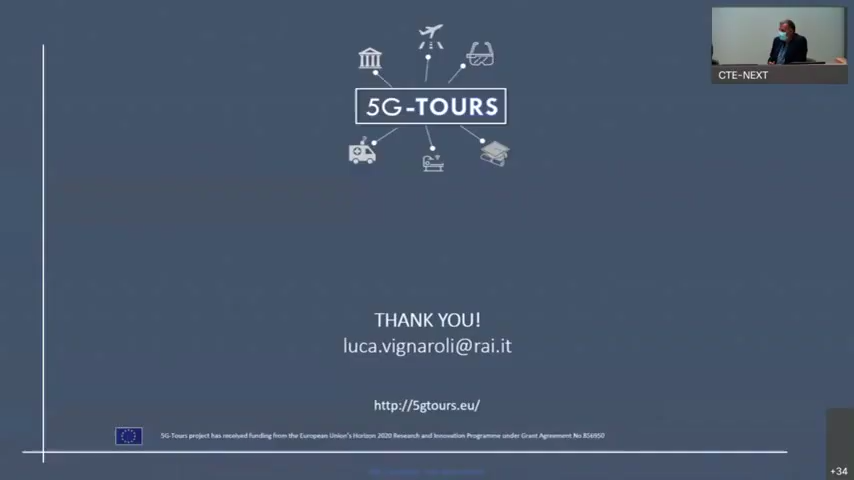 CTE-NEXT
5G-TOURS
THANK YOU!
luca.vignaroli@rai.it
http://5gtours.eu/
5G-Tours project has received funding from the European Union's Horizon 2020 Research and Innovation Programme under Grant Agreement No 856950
+34